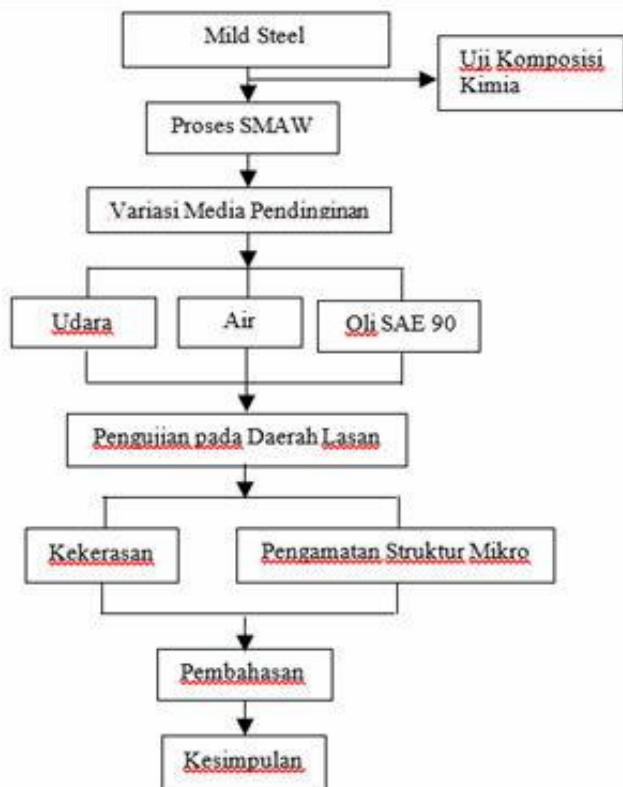 Mild Steel
Uji Komposisi
Kimia
Proses SMAW
Variasi Media Pendinginan
Udara
Air
Oli SAE 90
Pengujian pada Daerah Lasan
Kekerasan
Pengamatan Struktur Mikro
Pembahasan
Kesimpulan